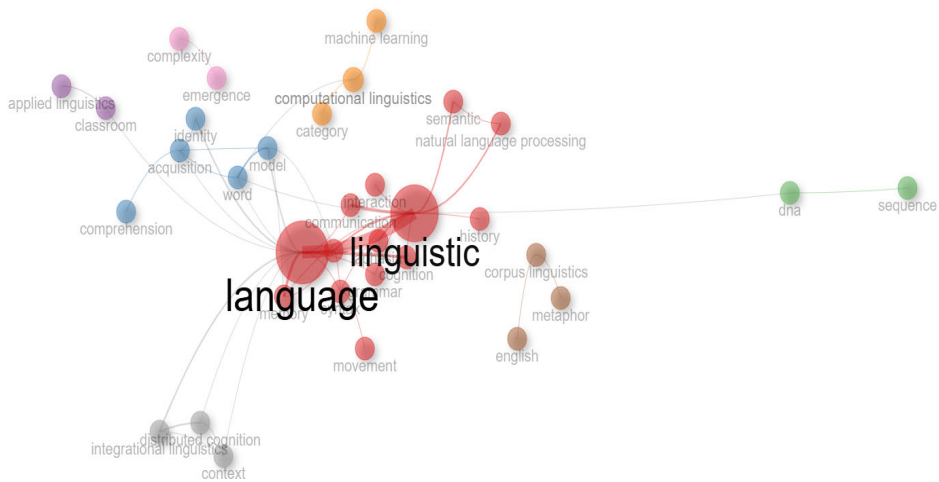 machine learning
complexity
emergence
computational linguistics
applied linguistics
classroom
category
semantic
identity
natural language processing
model
acquisition
word
interaction
communication
comprehension
history
dna
sequence
linguistic
corpus linguistics
cognition
language
metaphor
english
movement
distributed cognition
integrational linguistics
context